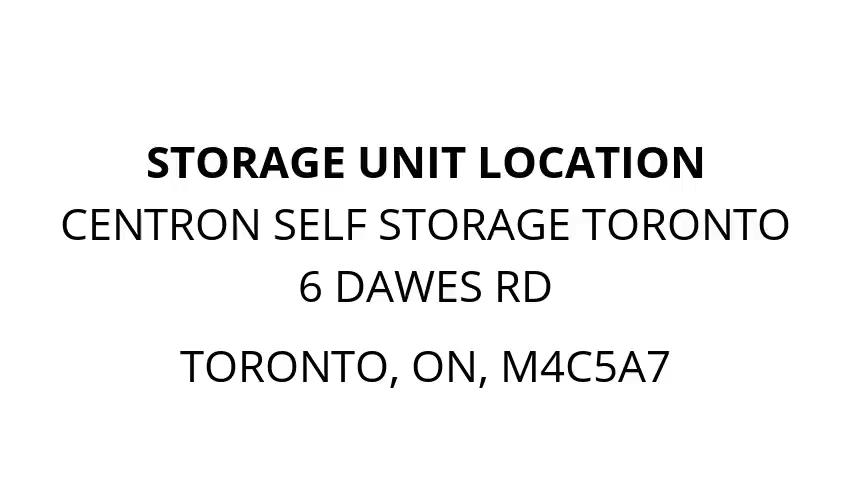 STORAGE UNIT LOCATION
CENTRON SELF STORAGE TORONTO
6 DAWES RD
TORONTO, ON, M4C5A7